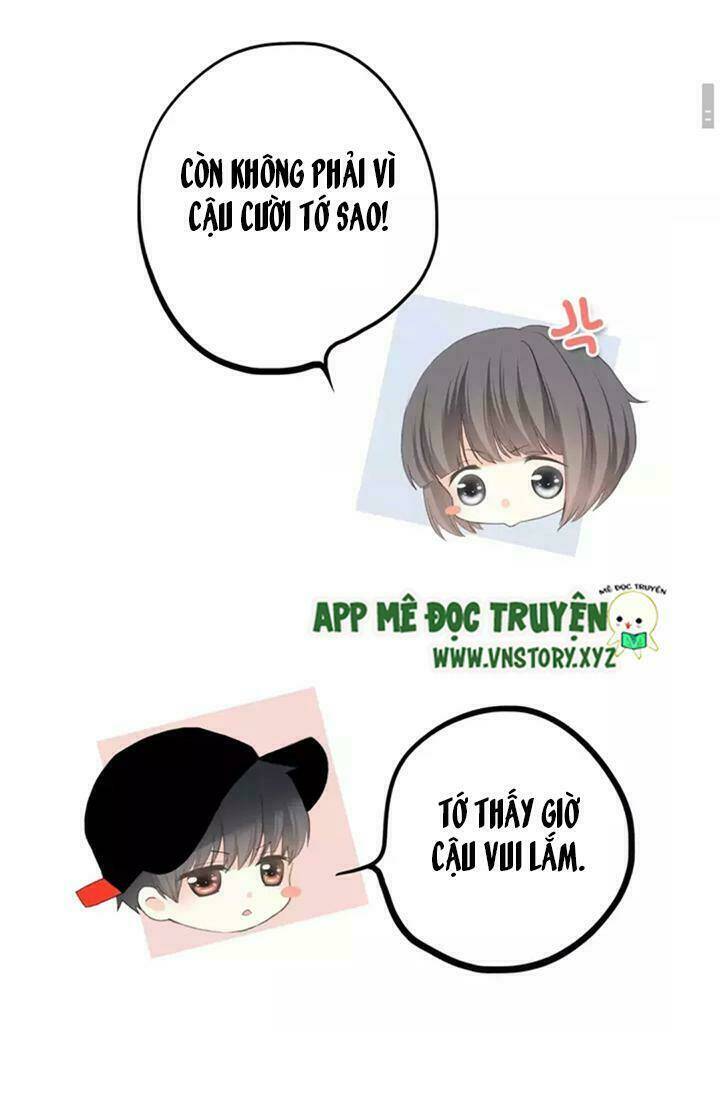 CÒN KHÔNG PHẢI VÌ
CẬU CƯỜI TỚ SAO!
MÊ ĐỌC TRUYỆN
APP MÊ ĐỌC TRUYỆN
WWW.VNSTORY.XYZ
TỚ THẤY GIỜ
CẬU VUI LẮM.